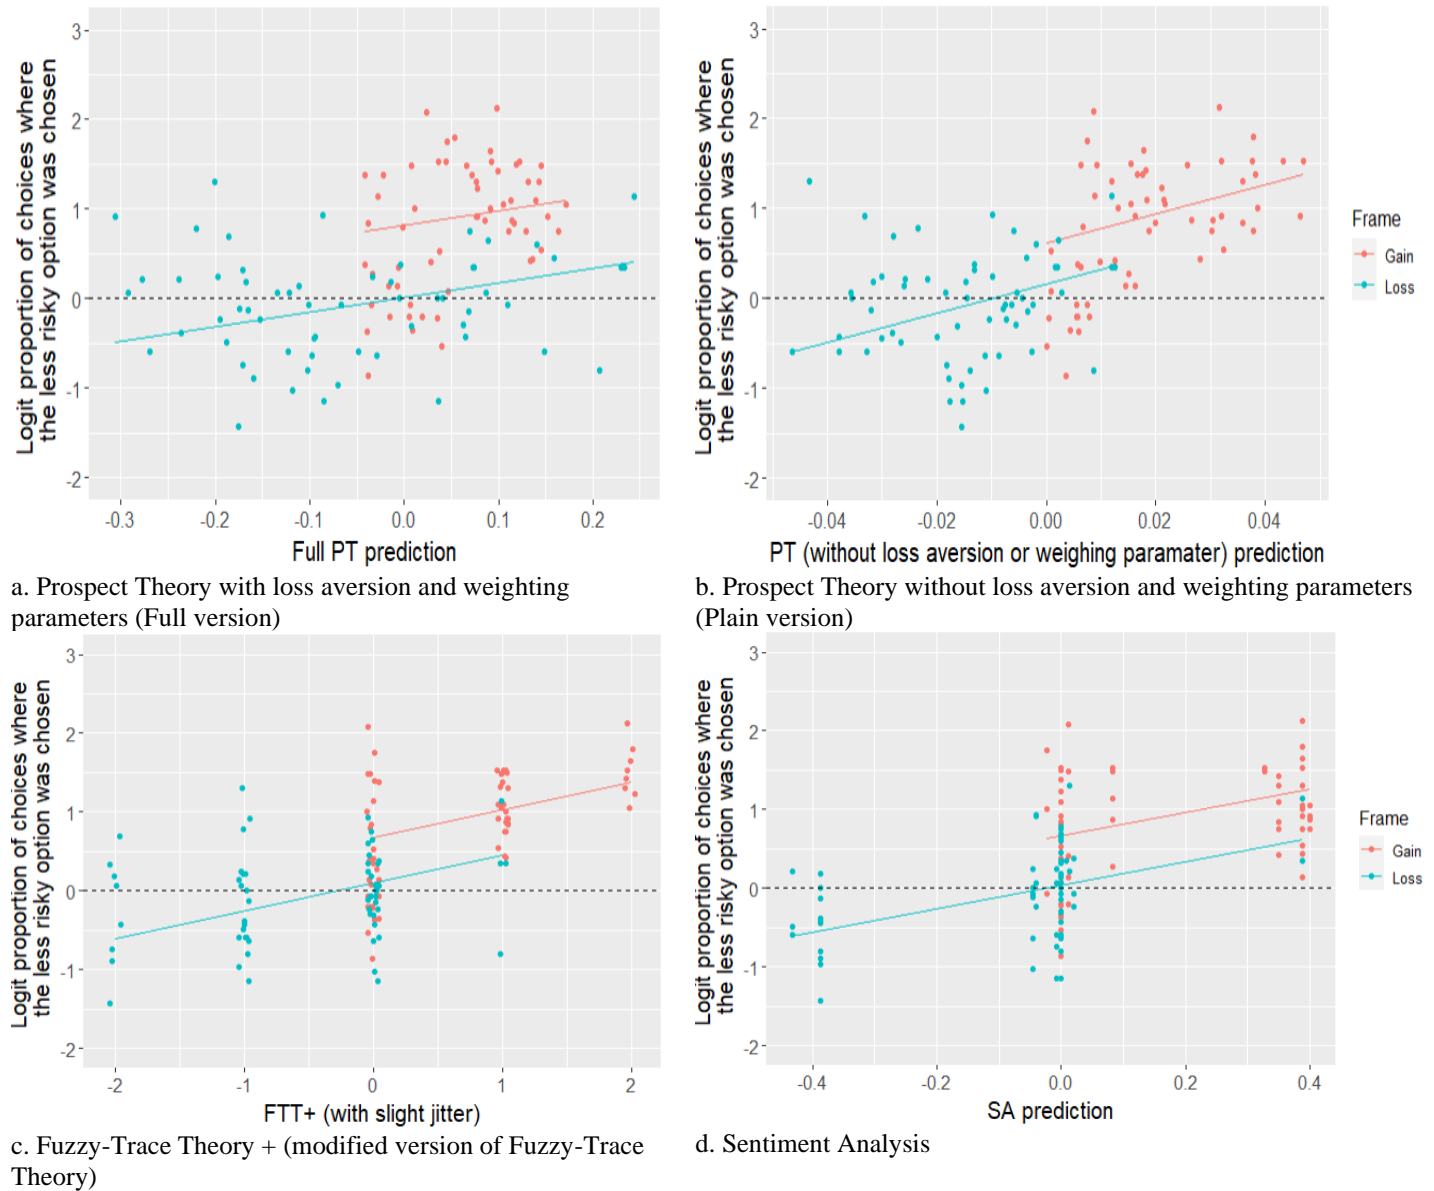 Logit proportion of choices where
the less risky option was chosen
3
2
1
0
-1
-2
-0.3 -0.2 -0.1 0.0 0.1 0.2
Full PT prediction
a. Prospect Theory with loss aversion and weighting
parameters (Full version)
Logit proportion of choices where
the less risky option was chosen
3
2
1
0
-1
-2
-0.04 -0.02 0.00 0.02 0.04
PT (without loss aversion or weighing paramater) prediction
Frame
Gain
Loss
b. Prospect Theory without loss aversion and weighting parameters
(Plain version)
Logit proportion of choices where
the less risky option was chosen
3
2
1
0
-1
-2
-2 -1 0 1 2
FTT+ (with slight jitter)
c. Fuzzy-Trace Theory + (modified version of Fuzzy-Trace
Theory)
Logit proportion of choices where
the less risky option was chosen
3
2
1
0
-1
-2
-0.4 -0.2 0.0 0.2 0.4
SA prediction
Frame
Gain
Loss
d. Sentiment Analysis